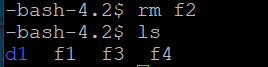 -bash-4.2$ rm f2
-bash-4.2$ ls
d1  f1  f3  f4